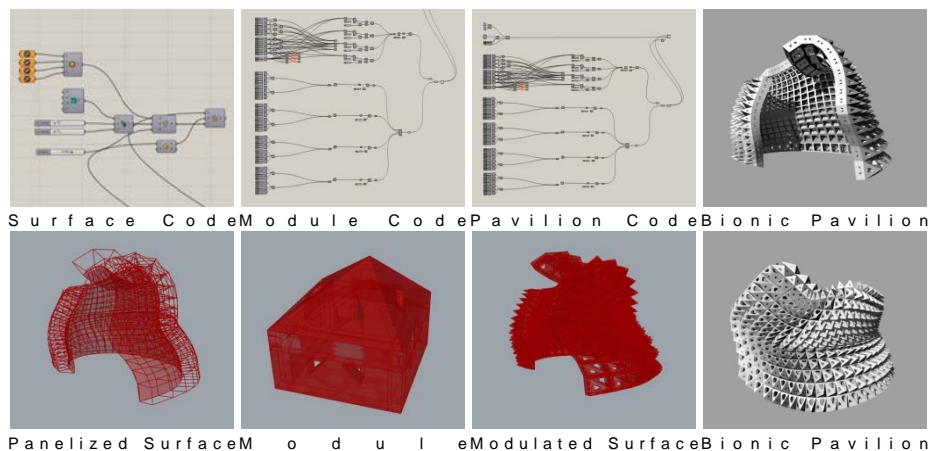 Surface Code Module Code Pavilion Code Bionic Pavilion
Panelized Surface Module Modulated Surface Bionic Pavilion